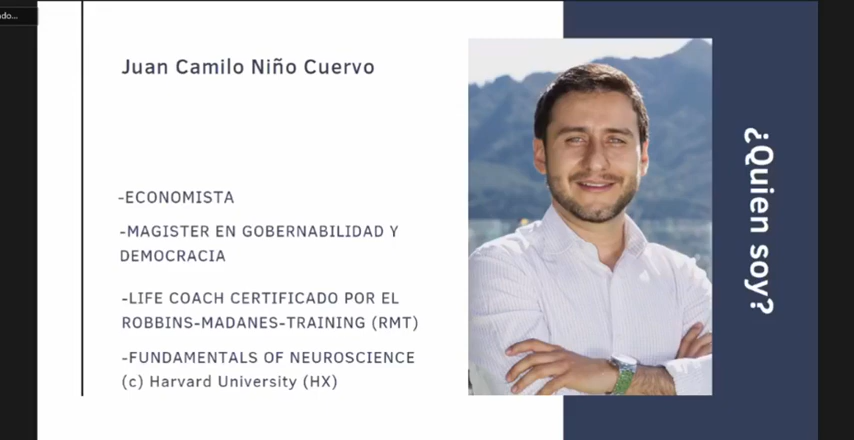 Juan Camilo Niño Cuervo
-ECONOMISTA
-MAGISTER EN GOBERNABILIDAD Y
DEMOCRACIA
-LIFE COACH CERTIFICADO POR EL
ROBBINS-MADANES-TRAINING (RMT)
-FUNDAMENTALS OF NEUROSCIENCE
(c) Harvard University (HX)
¿Quien soy?